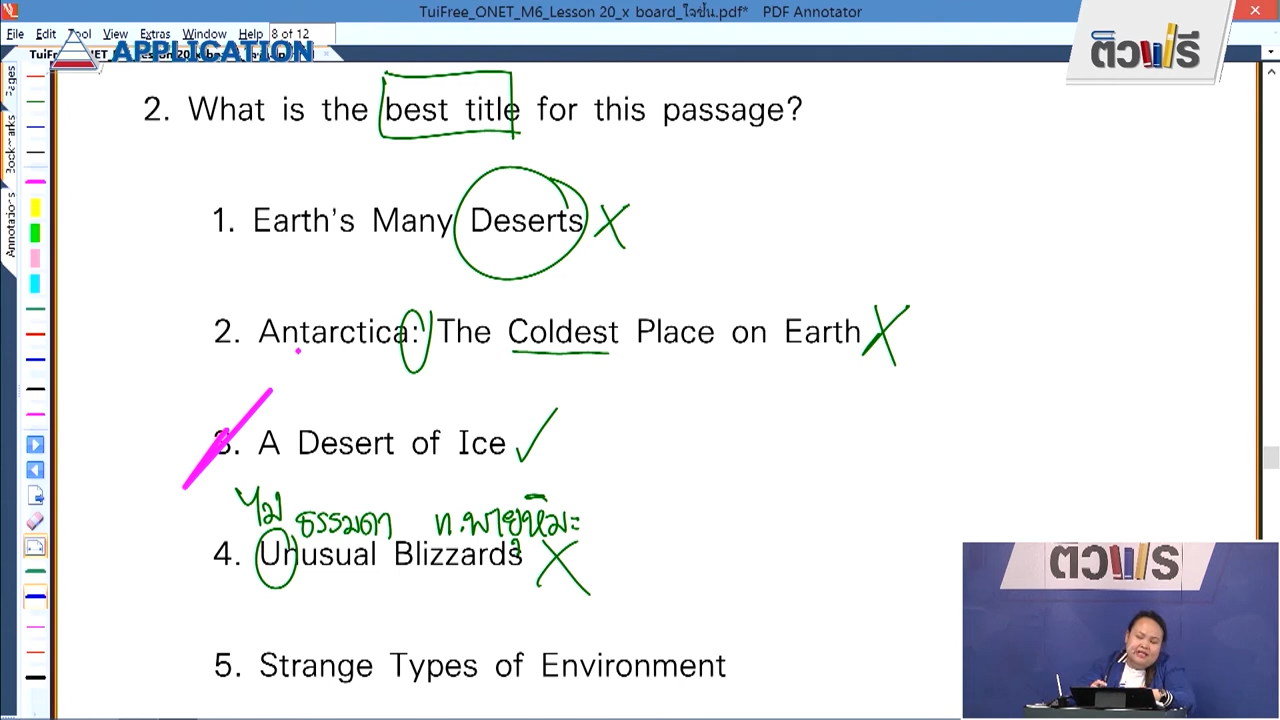 TuiFree_ONET_M6_Lesson 20_x board_ใจชื้น.pdf* PDF Annotator
File Edit Tool View Extras Window Help 8 of 12
APPLICATION
ติวฟรี
Pages
Bookmarks
Annotations
2. What is the best title for this passage?
1. Earth's Many Deserts X
2. Antarctica: The Coldest Place on Earth X
3. A Desert of Ice ✓
ไม่ ธรรมดา n.พายุหิมะ
4. Unusual Blizzards X
5. Strange Types of Environment
ติวฟรี